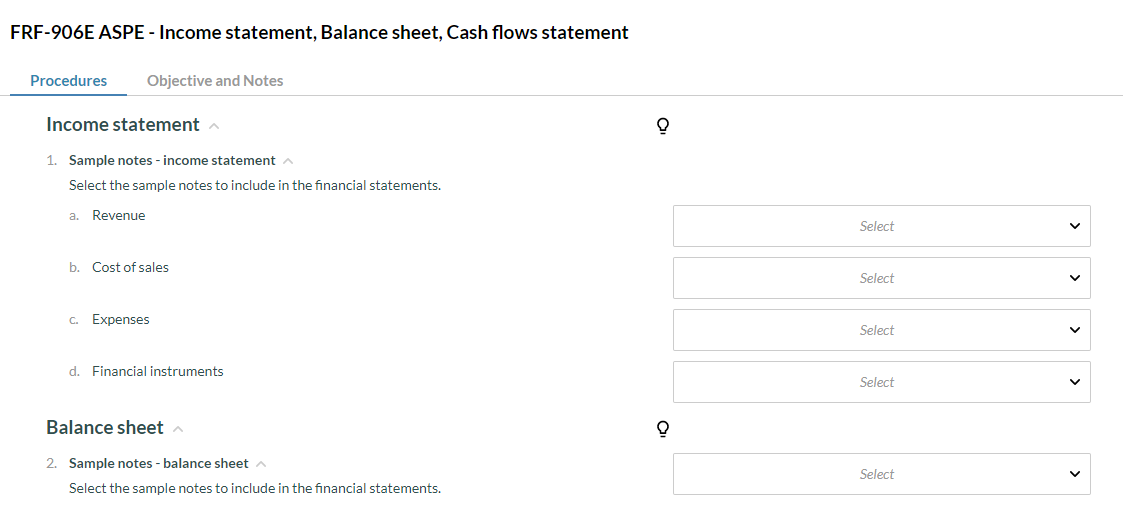 FRF-906E ASPE - Income statement, Balance sheet, Cash flows statement
Procedures Objective and Notes
Income statement
1. Sample notes - income statement
Select the sample notes to include in the financial statements.
a. Revenue Select
b. Cost of sales Select
c. Expenses Select
d. Financial instruments Select
Balance sheet
2. Sample notes - balance sheet
Select the sample notes to include in the financial statements. Select